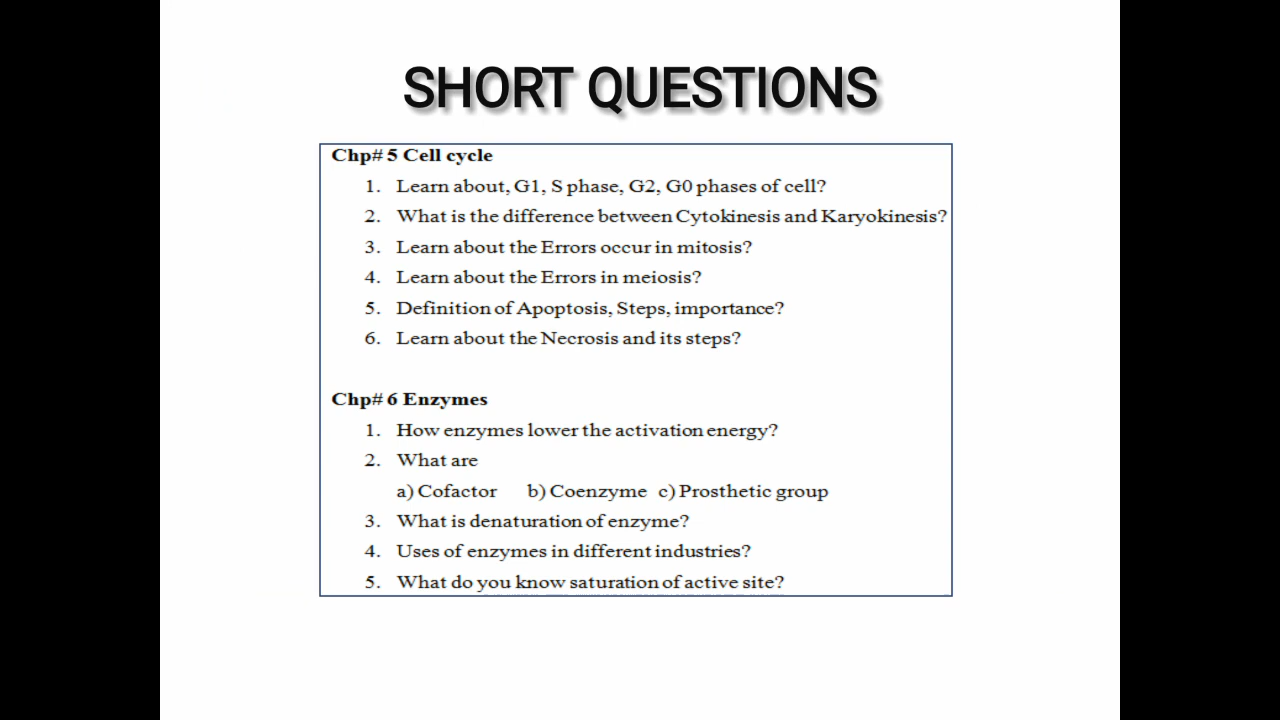 SHORT QUESTIONS
Chp# 5 Cell cycle
1. Learn about, G1, S phase, G2, G0 phases of cell?
2. What is the difference between Cytokinesis and Karyokinesis?
3. Learn about the Errors occur in mitosis?
4. Learn about the Errors in meiosis?
5. Definition of Apoptosis, Steps, importance?
6. Learn about the Necrosis and its steps?
Chp# 6 Enzymes
1. How enzymes lower the activation energy?
2. What are
a) Cofactor b) Coenzyme c) Prosthetic group
3. What is denaturation of enzyme?
4. Uses of enzymes in different industries?
5. What do you know saturation of active site?